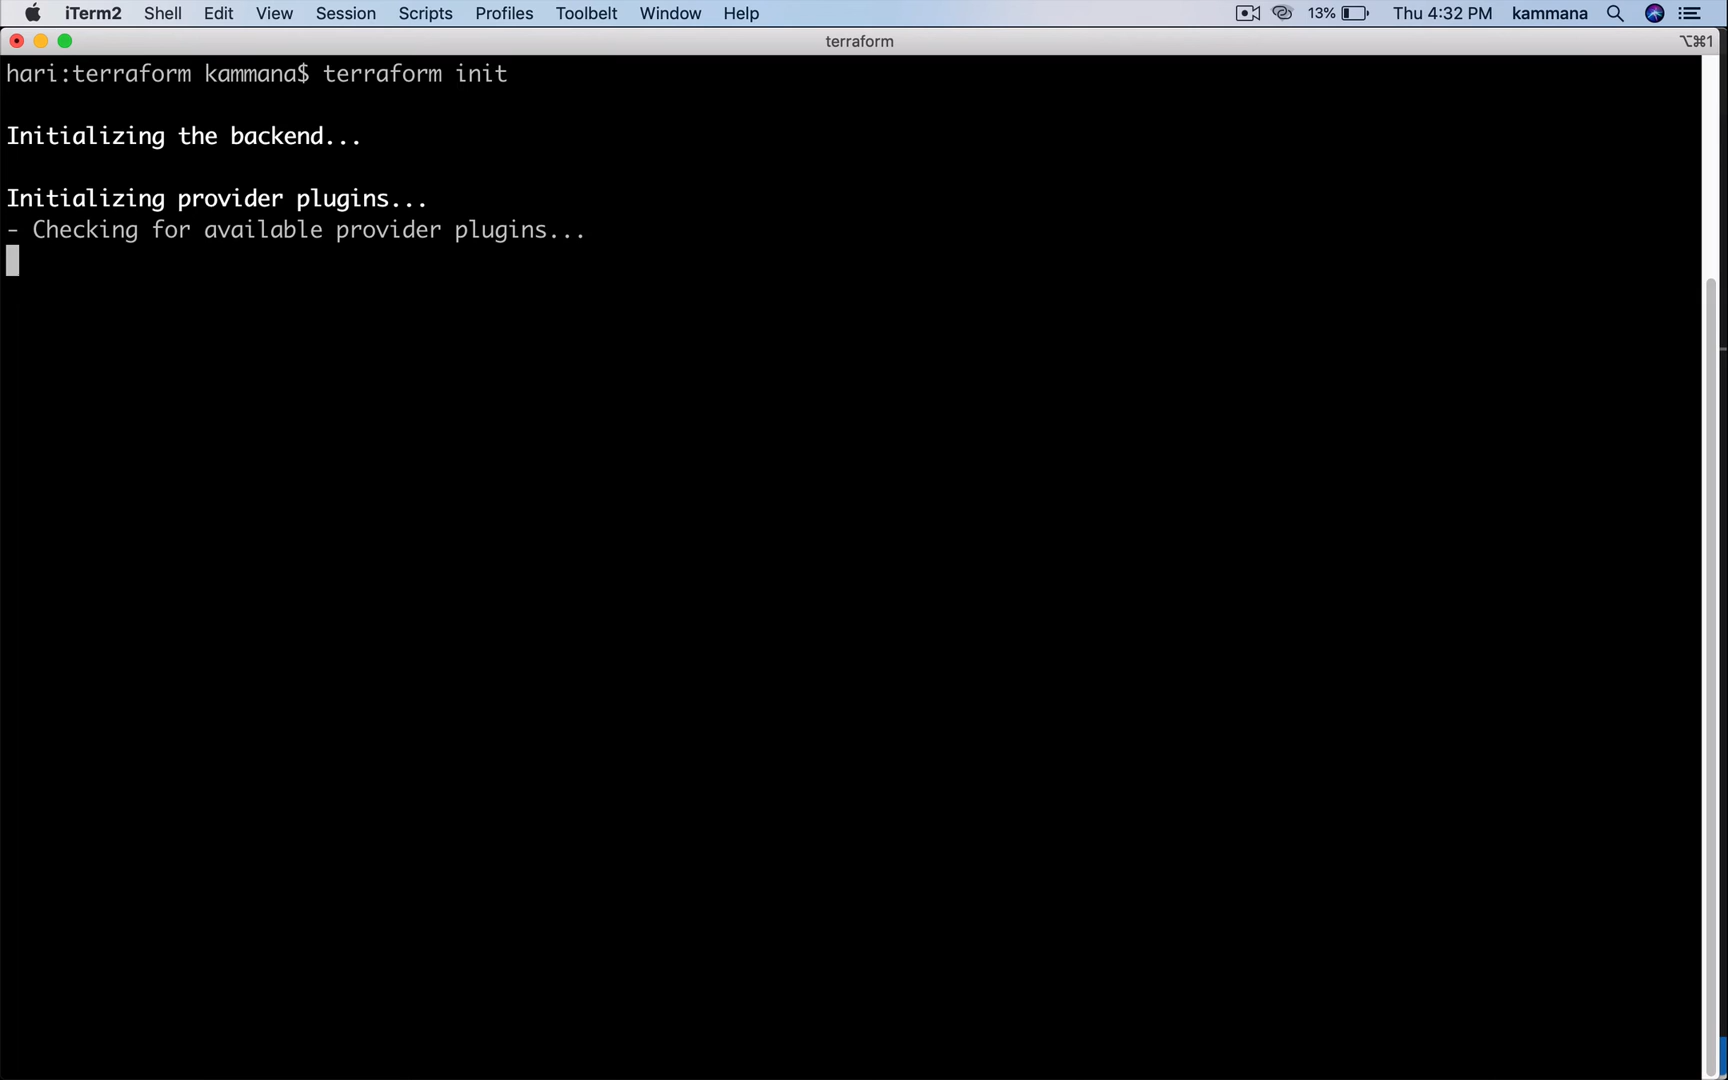 iTerm2 Shell Edit View Session Scripts Profiles Toolbelt Window Help 13% Thu 4:32 PM kammana
terraform ⌥⌘1
hari:terraform kammana$ terraform init
Initializing the backend...
Initializing provider plugins...
- Checking for available provider plugins...